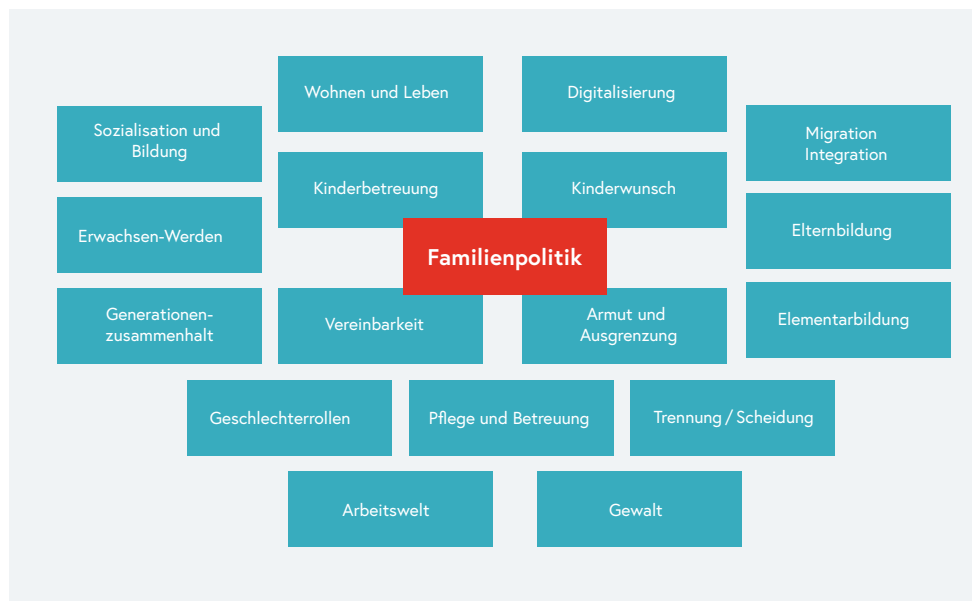 Wohnen und Leben
Digitalisierung
Sozialisation und
Bildung
Migration
Integration
Kinderbetreuung
Kinderwunsch
Erwachsen-Werden
Elternbildung
Familienpolitik
Generationen-
zusammenhalt
Vereinbarkeit
Armut und
Ausgrenzung
Elementarbildung
Geschlechterrollen
Pflege und Betreuung
Trennung / Scheidung
Arbeitswelt
Gewalt